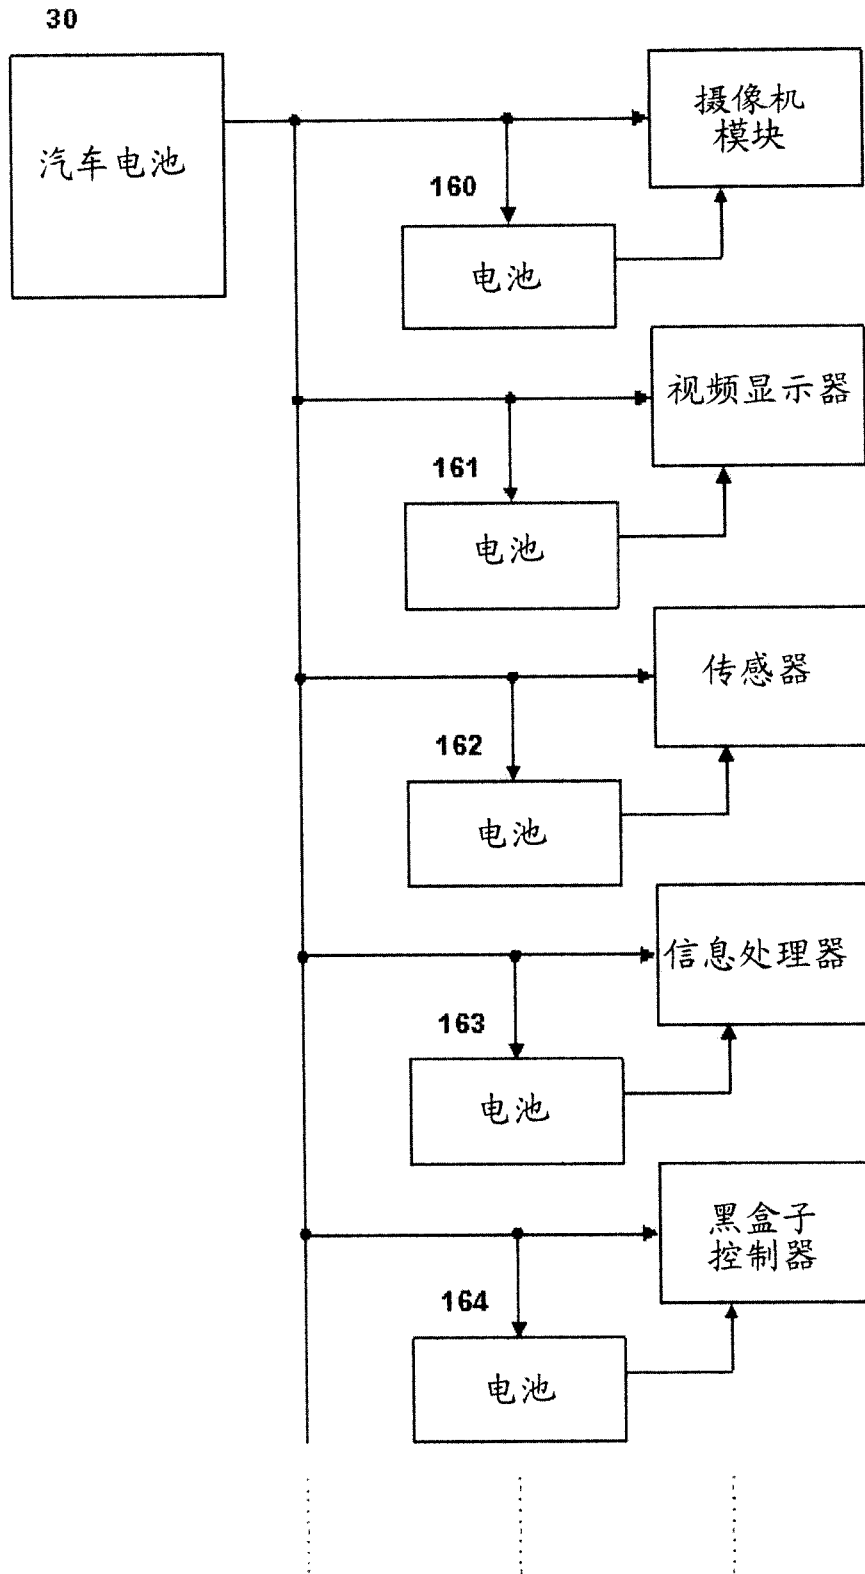 30
汽车电池
摄像机
模块
160
电池
视频显示器
161
电池
传感器
162
电池
信息处理器
163
电池
黑盒子
控制器
164
电池